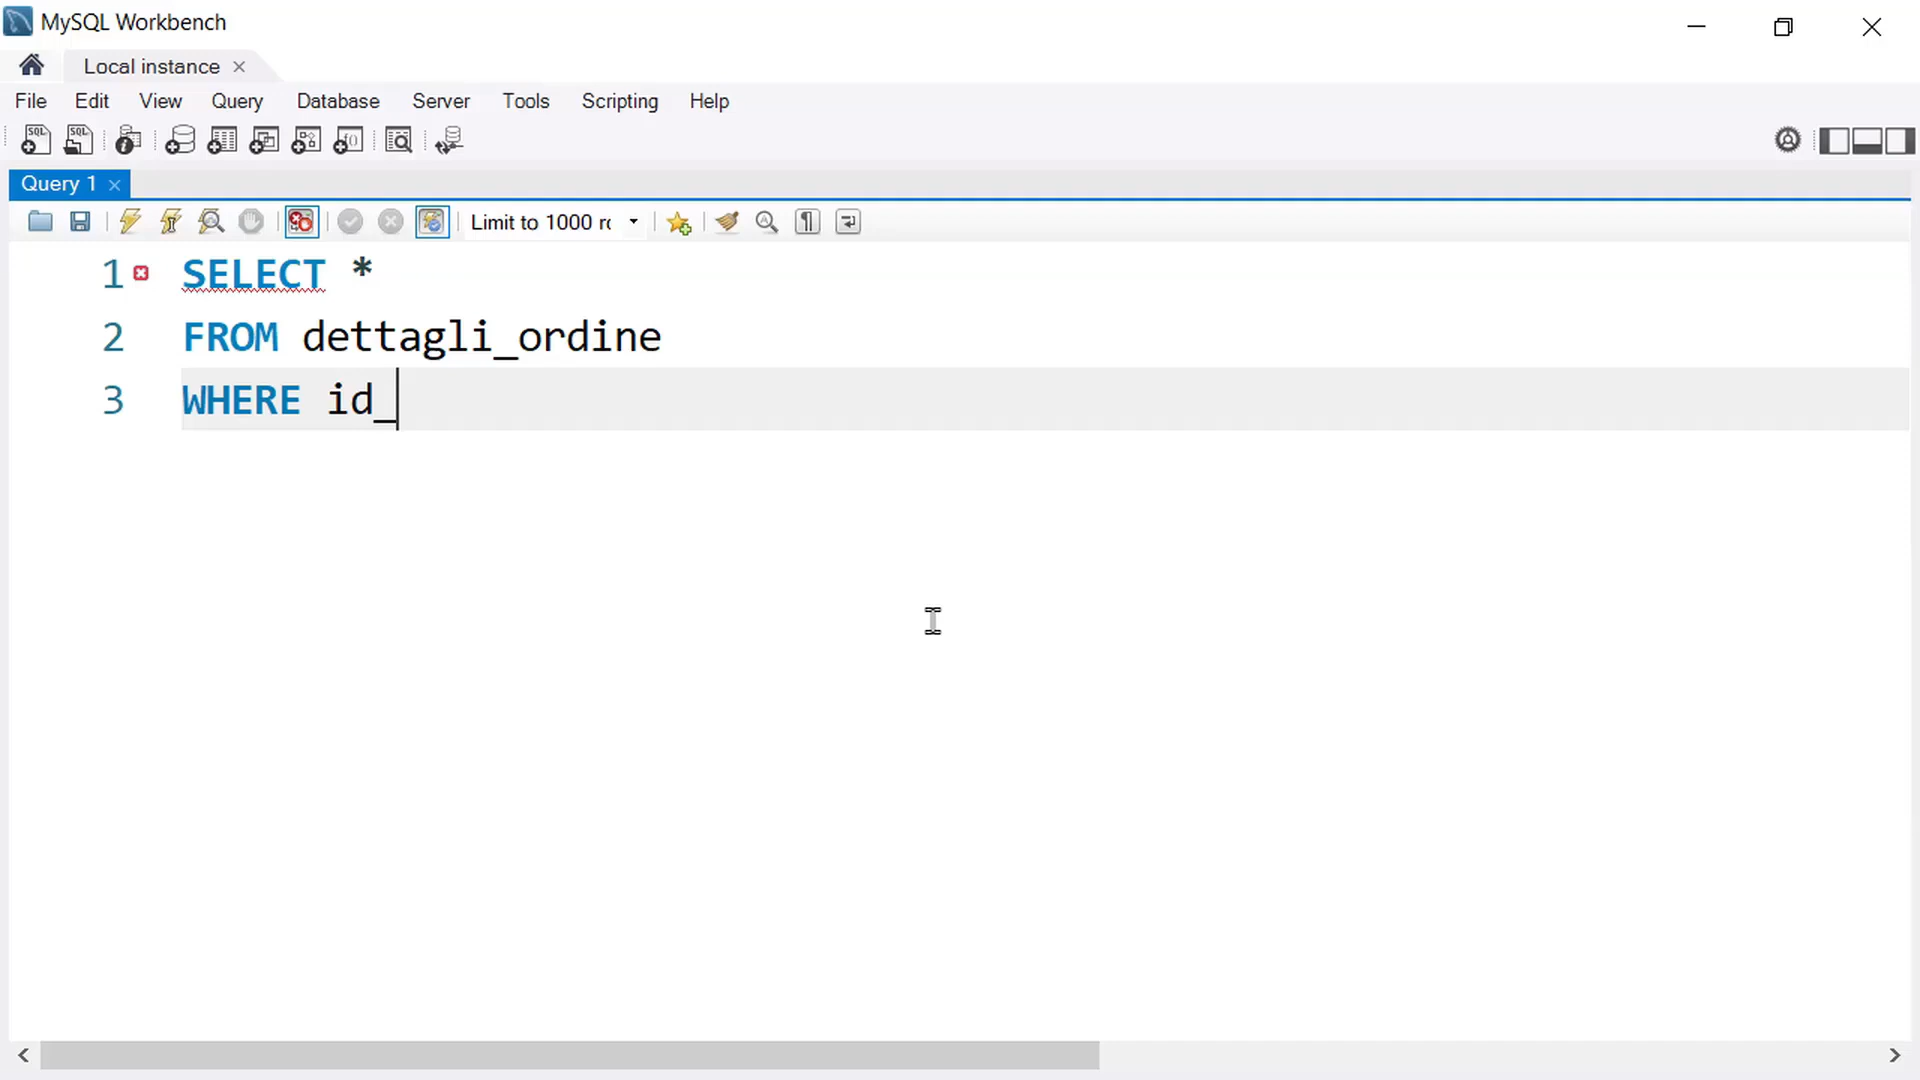 MySQL Workbench
Local instance
File Edit View Query Database Server Tools Scripting Help
Query 1
Limit to 1000 r
1 SELECT *
2 FROM dettagli_ordine
3 WHERE id_